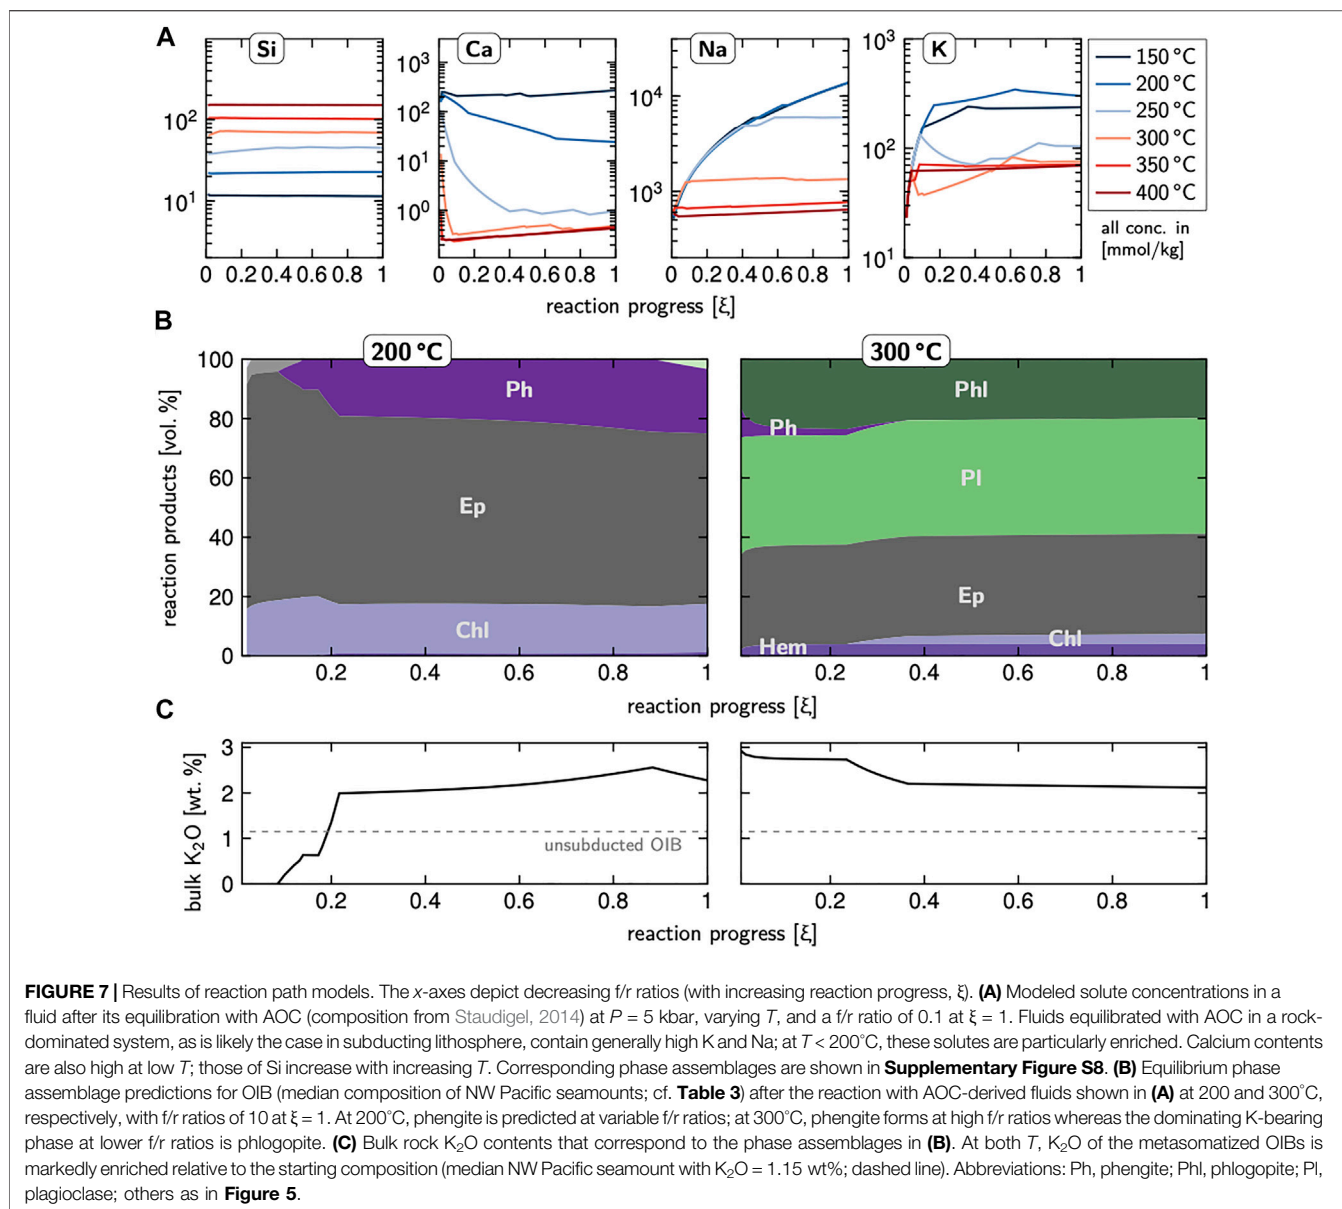 A
Si
Ca
Na
K
10²
10¹
10³
10²
10¹
10⁰
10⁴
10³
10³
10²
10¹
0 0.2 0.4 0.6 0.8 1
0 0.2 0.4 0.6 0.8 1
0 0.2 0.4 0.6 0.8 1
0 0.2 0.4 0.6 0.8 1
reaction progress [ξ]
150 °C
200 °C
250 °C
300 °C
350 °C
400 °C
all conc. in
[mmol/kg]
B
200 °C
300 °C
reaction products [vol. %]
100
80
60
40
20
0
Ph
Ep
Chl
Phl
Ph
Pl
Ep
Hem
Chl
0.2 0.4 0.6 0.8 1
0.2 0.4 0.6 0.8 1
reaction progress [ξ]
C
bulk K₂O [wt. %]
3
2
1
0
unsubducted OIB
0.2 0.4 0.6 0.8 1
0.2 0.4 0.6 0.8 1
reaction progress [ξ]
FIGURE 7 | Results of reaction path models. The x-axes depict decreasing f/r ratios (with increasing reaction progress, ξ). (A) Modeled solute concentrations in a
fluid after its equilibration with AOC (composition from Staudigel, 2014) at P = 5 kbar, varying T, and a f/r ratio of 0.1 at ξ = 1. Fluids equilibrated with AOC in a rock-
dominated system, as is likely the case in subducting lithosphere, contain generally high K and Na; at T < 200°C, these solutes are particularly enriched. Calcium contents
are also high at low T; those of Si increase with increasing T. Corresponding phase assemblages are shown in Supplementary Figure S8. (B) Equilibrium phase
assemblage predictions for OIB (median composition of NW Pacific seamounts; cf. Table 3) after the reaction with AOC-derived fluids shown in (A) at 200 and 300°C,
respectively, with f/r ratios of 10 at ξ = 1. At 200°C, phengite is predicted at variable f/r ratios; at 300°C, phengite forms at high f/r ratios whereas the dominating K-bearing
phase at lower f/r ratios is phlogopite. (C) Bulk rock K₂O contents that correspond to the phase assemblages in (B). At both T, K₂O of the metasomatized OIBs is
markedly enriched relative to the starting composition (median NW Pacific seamount with K₂O = 1.15 wt%; dashed line). Abbreviations: Ph, phengite; Phl, phlogopite; Pl,
plagioclase; others as in Figure 5.